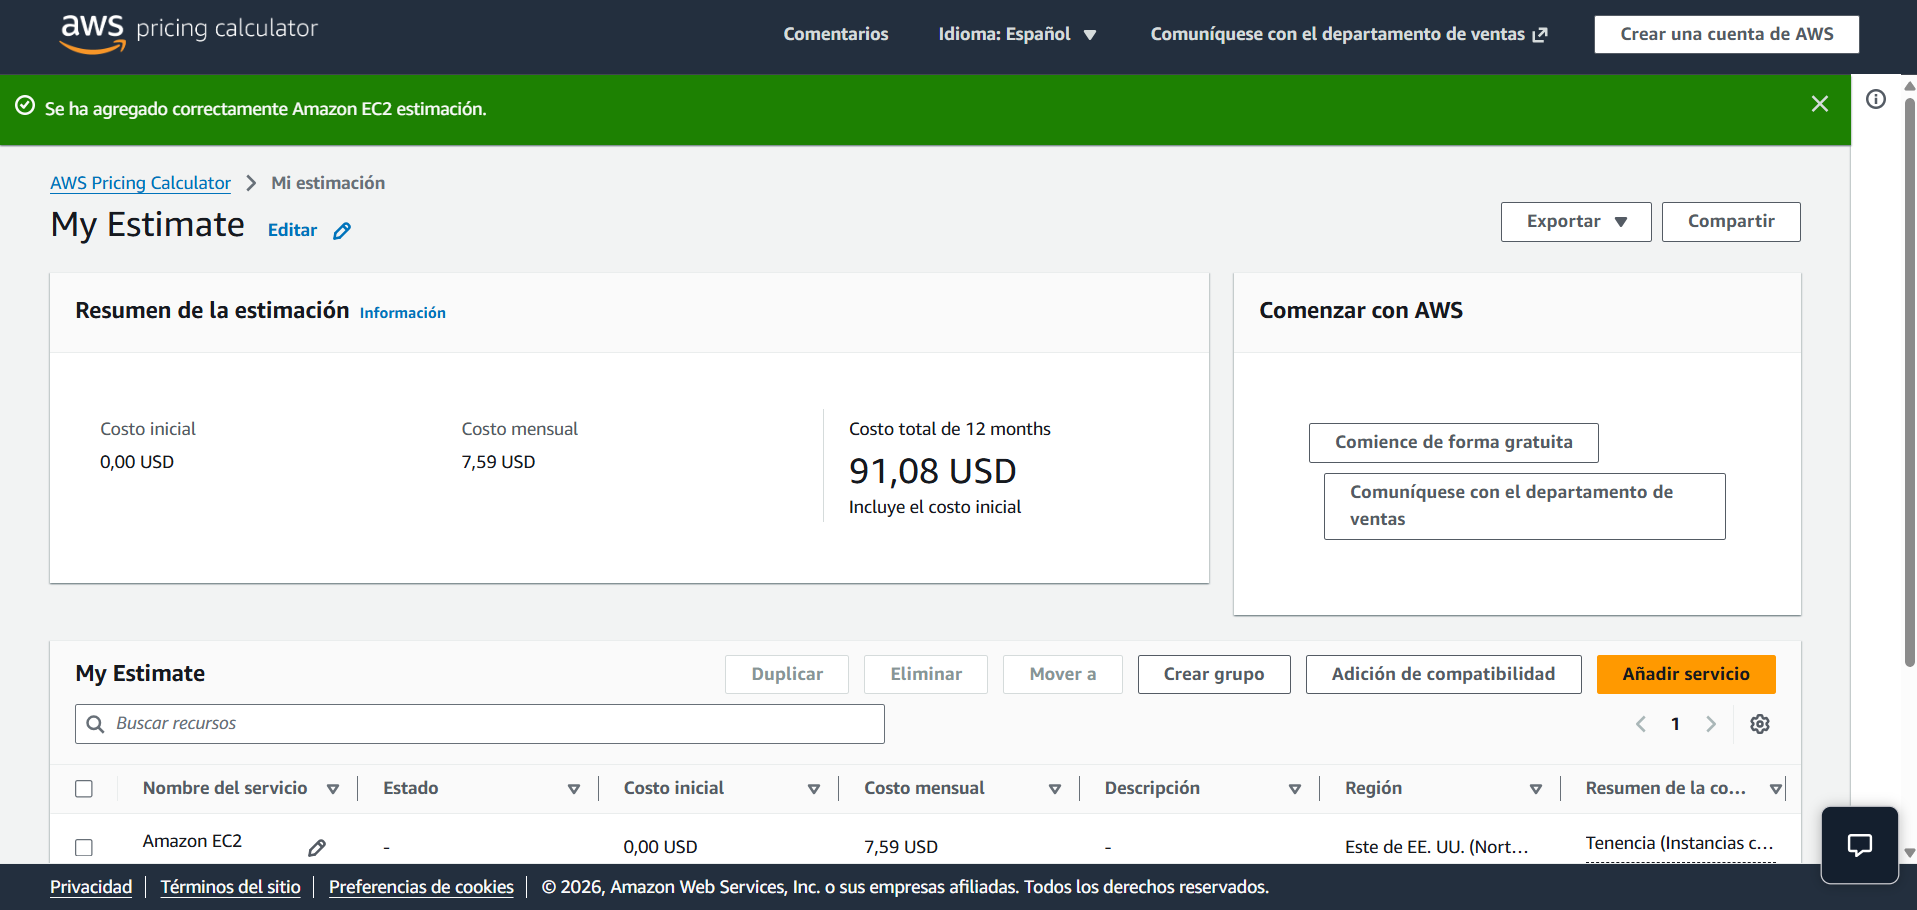 aws pricing calculator
Comentarios
Idioma: Español
Comuníquese con el departamento de ventas
Crear una cuenta de AWS
Se ha agregado correctamente Amazon EC2 estimación.
AWS Pricing Calculator
Mi estimación
My Estimate
Editar
Exportar
Compartir
Resumen de la estimación
Información
Costo inicial
0,00 USD
Costo mensual
7,59 USD
Costo total de 12 months
91,08 USD
Incluye el costo inicial
Comenzar con AWS
Comience de forma gratuita
Comuníquese con el departamento de
ventas
My Estimate
Duplicar
Eliminar
Mover a
Crear grupo
Adición de compatibilidad
Añadir servicio
Buscar recursos
1
Nombre del servicio
Estado
Costo inicial
Costo mensual
Descripción
Región
Resumen de la co...
Amazon EC2
-
0,00 USD
7,59 USD
-
Este de EE. UU. (Nort...
Tenencia (Instancias c...
Privacidad
Términos del sitio
Preferencias de cookies
© 2026, Amazon Web Services, Inc. o sus empresas afiliadas. Todos los derechos reservados.